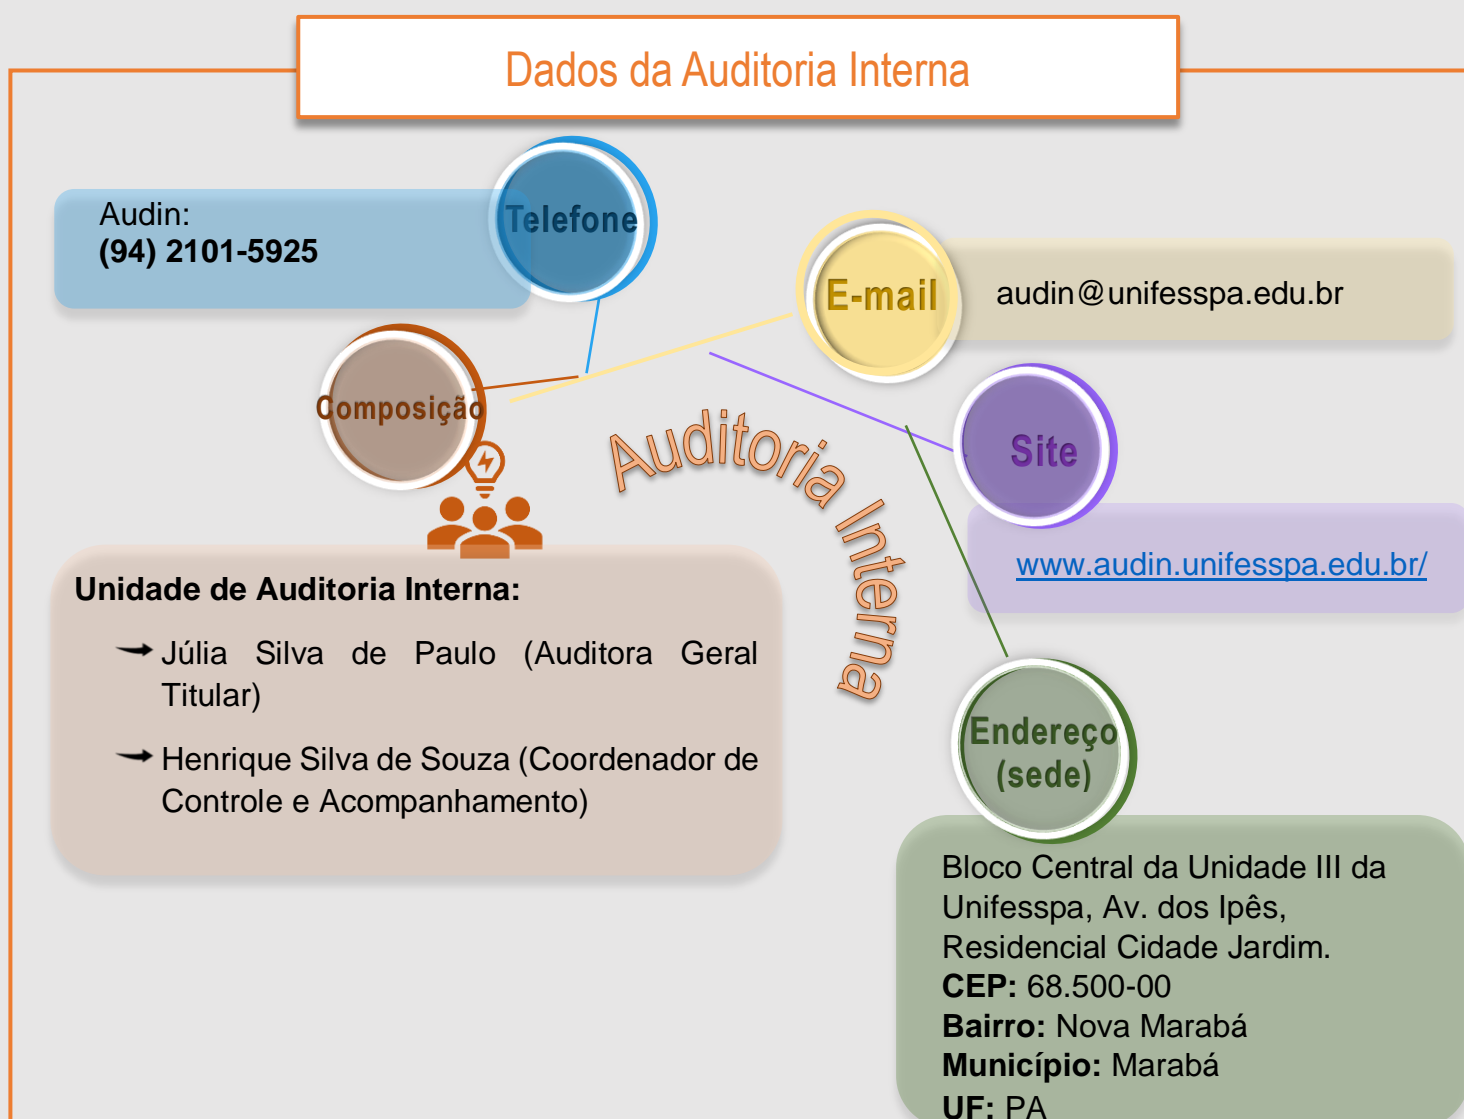 Dados da Auditoria Interna
Audin:
(94) 2101-5925
Telefone
E-mail
audin@unifesspa.edu.br
Composição
Site
www.audin.unifesspa.edu.br/
Auditoria Interna
Unidade de Auditoria Interna:
Júlia Silva de Paulo (Auditora Geral
Titular)
Henrique Silva de Souza (Coordenador de
Controle e Acompanhamento)
Endereço
(sede)
Bloco Central da Unidade III da
Unifesspa, Av. dos Ipês,
Residencial Cidade Jardim.
CEP: 68.500-00
Bairro: Nova Marabá
Município: Marabá
UF: PA